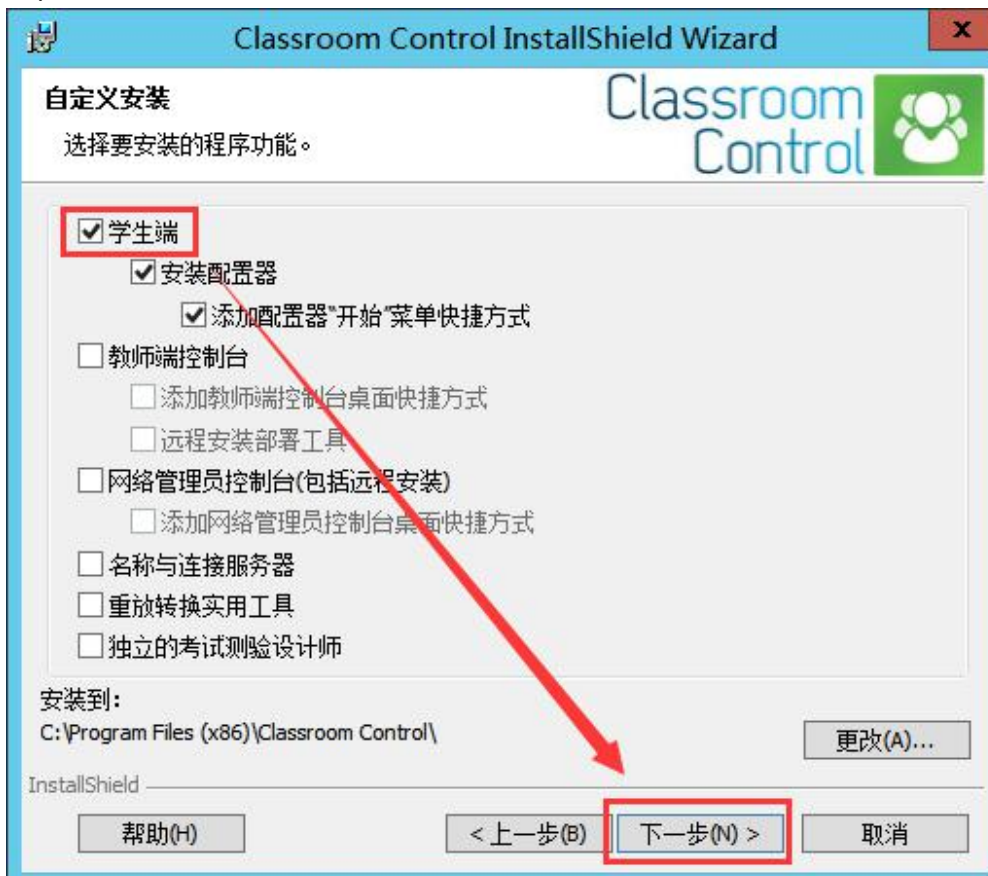 Classroom Control InstallShield Wizard
x
自定义安装
选择要安装的程序功能。
Classroom
Control
学生端
安装配置器
添加配置器"开始"菜单快捷方式
教师端控制台
添加教师端控制台桌面快捷方式
远程安装部署工具
网络管理员控制台(包括远程安装)
添加网络管理员控制台桌面快捷方式
名称与连接服务器
重放转换实用工具
独立的考试测验设计师
安装到:
C:\Program Files (x86)\Classroom Control\
更改(A)...
InstallShield
帮助(H)
<上一步(B)
下一步(N) >
取消